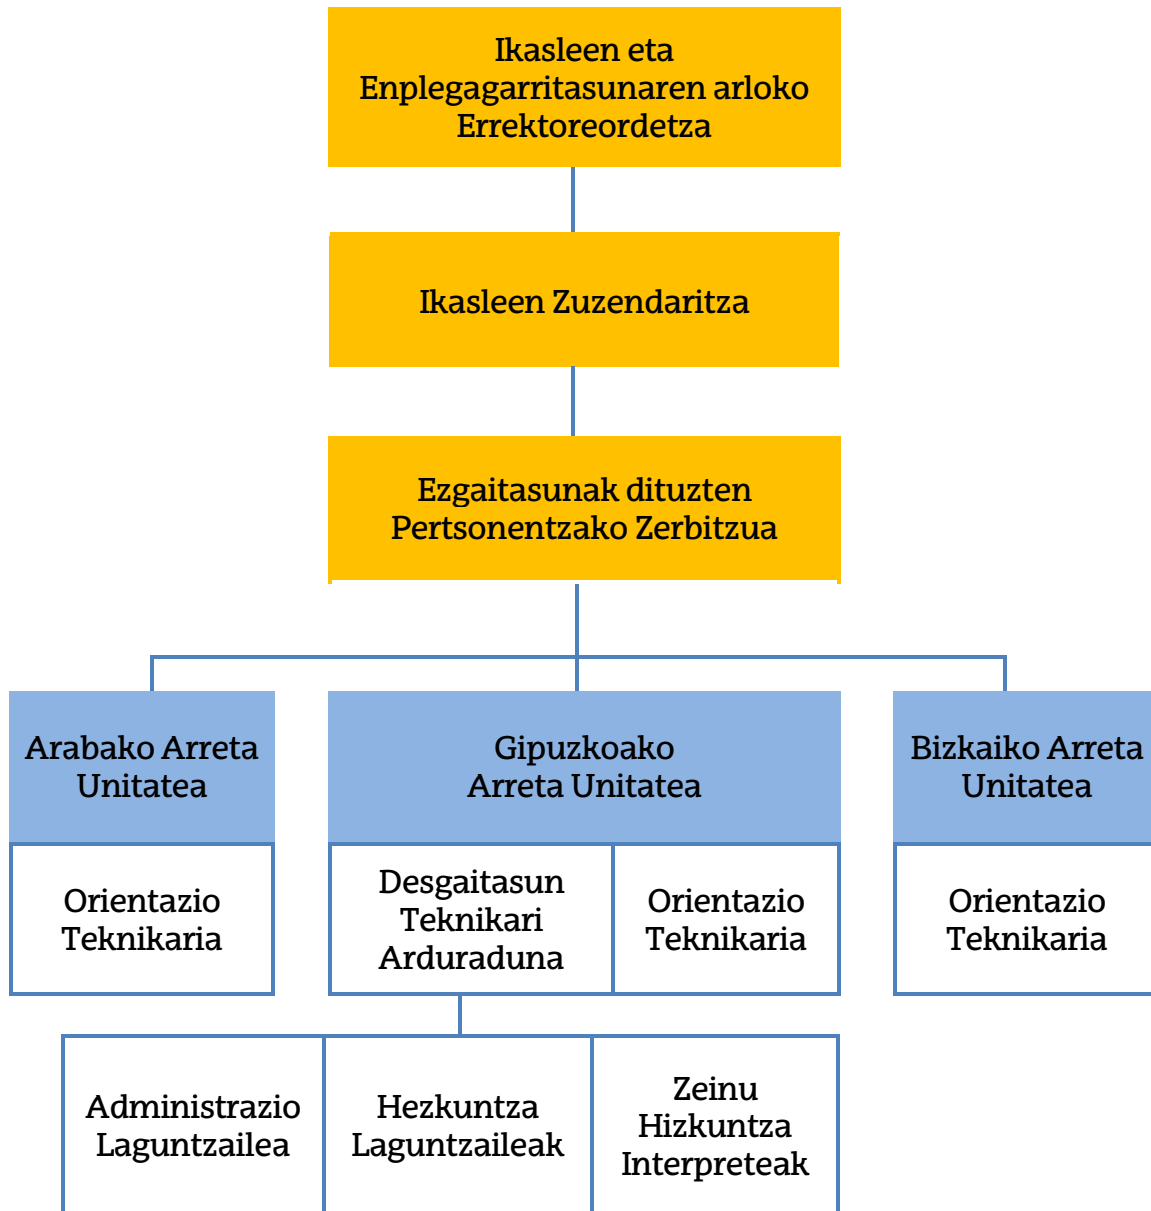 Ikasleen eta
Enplegagarritasunaren arloko
Errektoreordetza
Ikasleen Zuzendaritza
Ezgaitasunak dituzten
Pertsonentzako Zerbitzua
Arabako Arreta
Unitatea
Gipuzkoako
Arreta Unitatea
Bizkaiko Arreta
Unitatea
Orientazio
Teknikaria
Desgaitasun
Teknikari
Arduraduna
Orientazio
Teknikaria
Orientazio
Teknikaria
Administrazio
Laguntzailea
Hezkuntza
Laguntzaileak
Zeinu
Hizkuntza
Interpreteak